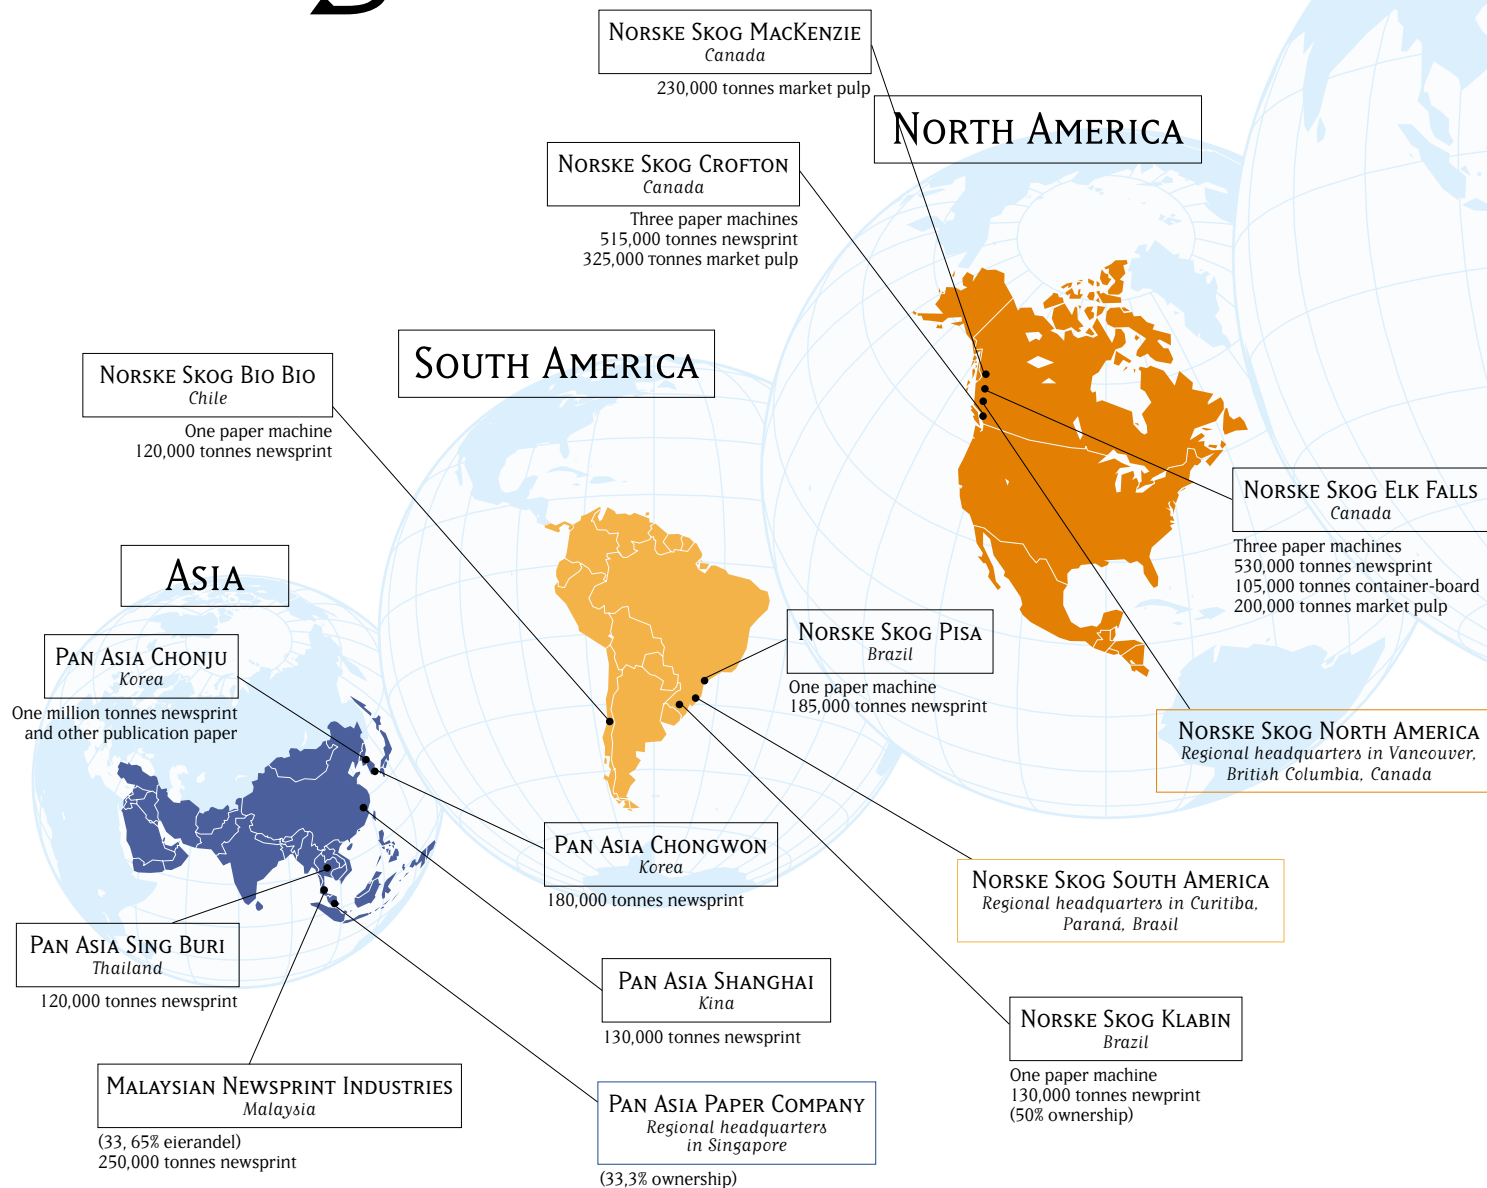 Norske Skog MacKenzie
Canada
230,000 tonnes market pulp
North America
Norske Skog Crofton
Canada
Three paper machines
515,000 tonnes newsprint
325,000 Tonnes market pulp
South America
Norske Skog Bio Bio
Chile
One paper machine
120,000 tonnes newsprint
Norske Skog Elk Falls
Canada
Three paper machines
530,000 tonnes newsprint
105,000 tonnes container-board
200,000 tonnes market pulp
Asia
Pan Asia Chonju
Korea
One million tonnes newsprint
and other publication paper
Norske Skog Pisa
Brazil
One paper machine
185,000 tonnes newsprint
Norske Skog North America
Regional headquarters in Vancouver,
British Columbia, Canada
Pan Asia Chongwon
Korea
180,000 tonnes newsprint
Norske Skog South America
Regional headquarters in Curitiba,
Paraná, Brasil
Pan Asia Sing Buri
Thailand
120,000 tonnes newsprint
Pan Asia Shanghai
Kina
130,000 tonnes newsprint
Norske Skog Klabin
Brazil
One paper machine
130,000 tonnes newprint
(50% ownership)
Malaysian Newsprint Industries
Malaysia
(33, 65% eierandel)
250,000 tonnes newsprint
Pan Asia Paper Company
Regional headquarters
in Singapore
(33,3% ownership)